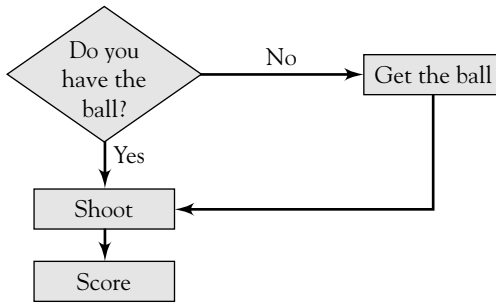 Do you
have the
ball?
No
Get the ball
Yes
Shoot
Score